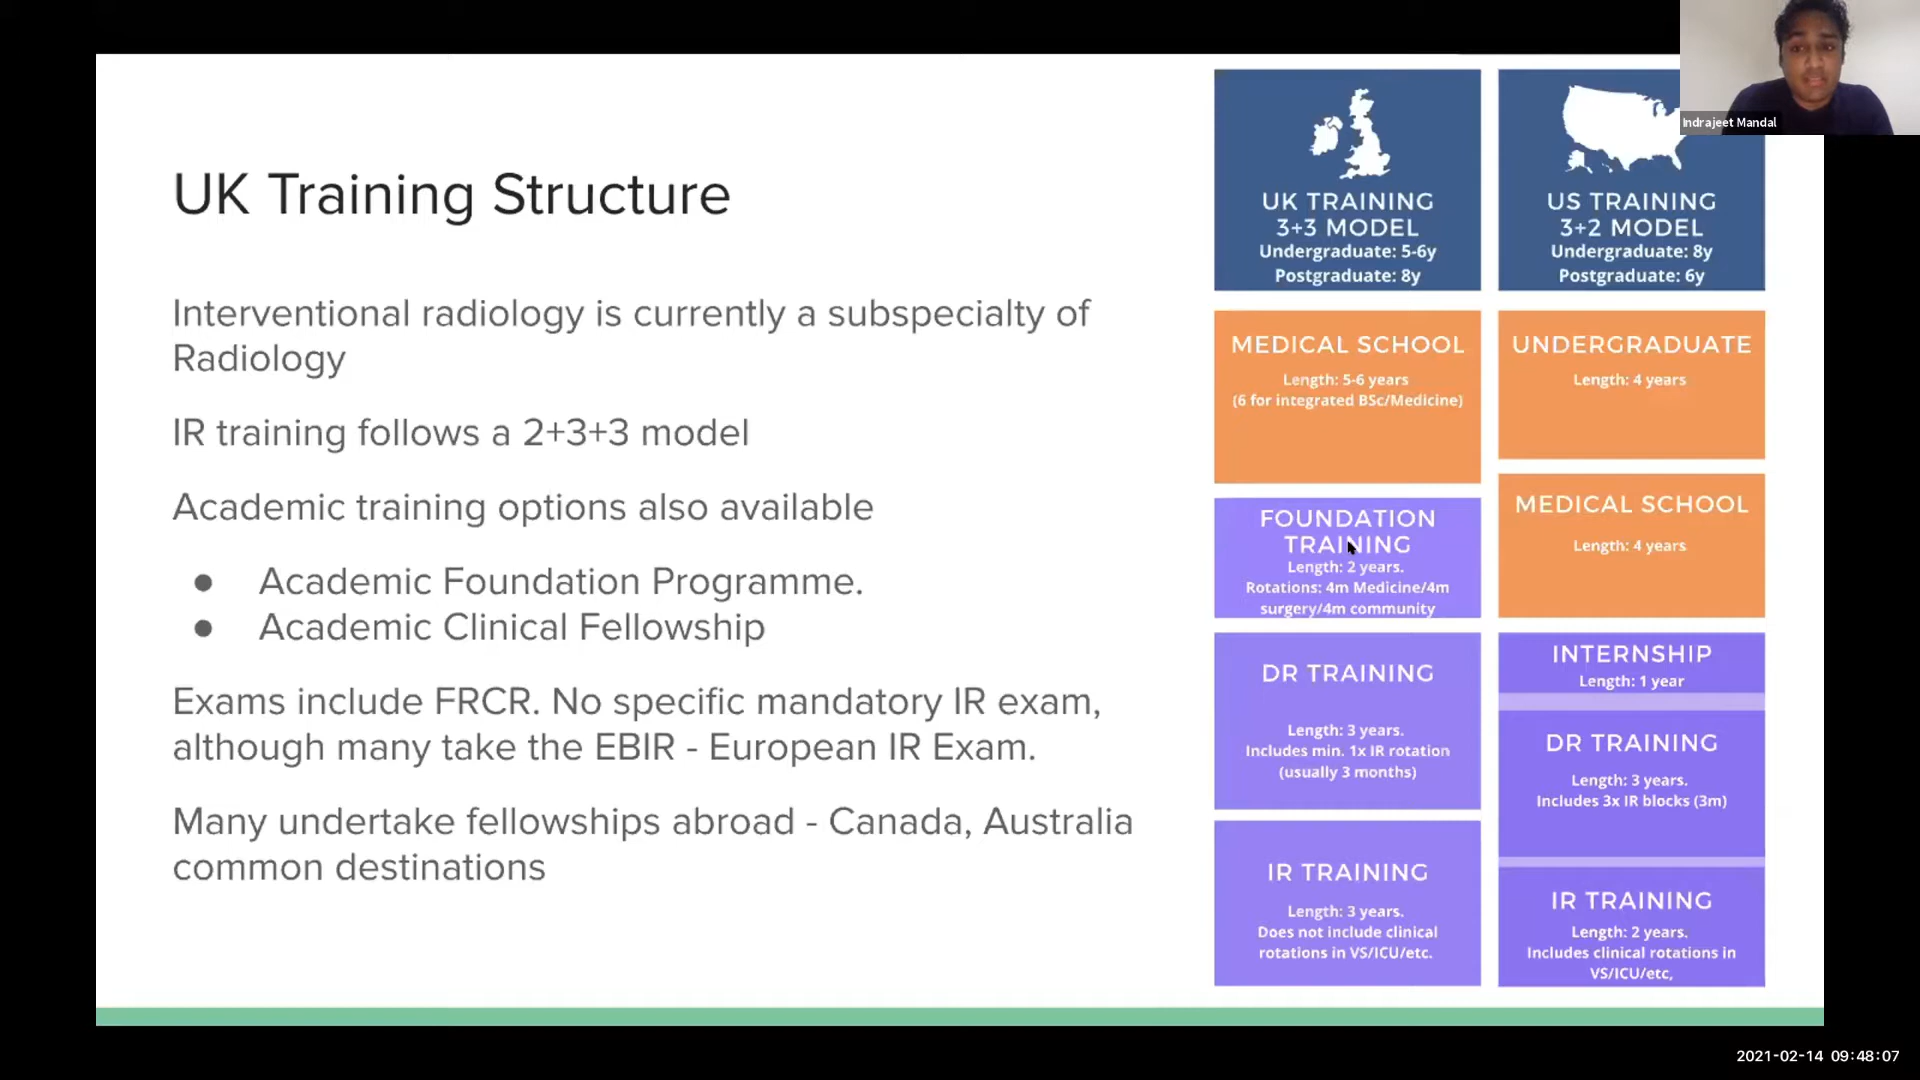 UK Training Structure
Interventional radiology is currently a subspecialty of
Radiology
IR training follows a 2+3+3 model
Academic training options also available
● Academic Foundation Programme.
● Academic Clinical Fellowship
Exams include FRCR. No specific mandatory IR exam,
although many take the EBIR - European IR Exam.
Many undertake fellowships abroad - Canada, Australia
common destinations
UK TRAINING
3+3 MODEL
Undergraduate: 5-6y
Postgraduate: 8y
MEDICAL SCHOOL
Length: 5-6 years
(6 for integrated BSc/Medicine)
FOUNDATION
TRAINING
Length: 2 years.
Rotations: 4m Medicine/4m
surgery/4m community
DR TRAINING
Length: 3 years.
Includes min. 1x IR rotation
(usually 3 months)
IR TRAINING
Length: 3 years.
Does not include clinical
rotations in VS/ICU/etc.
US TRAINING
3+2 MODEL
Undergraduate: 8y
Postgraduate: 6y
UNDERGRADUATE
Length: 4 years
MEDICAL SCHOOL
Length: 4 years
INTERNSHIP
Length: 1 year
DR TRAINING
Length: 3 years.
Includes 3x IR blocks (3m)
IR TRAINING
Length: 2 years.
Includes clinical rotations in
VS/ICU/etc,
Indrajeet Mandal
2021-02-14 09:48:07